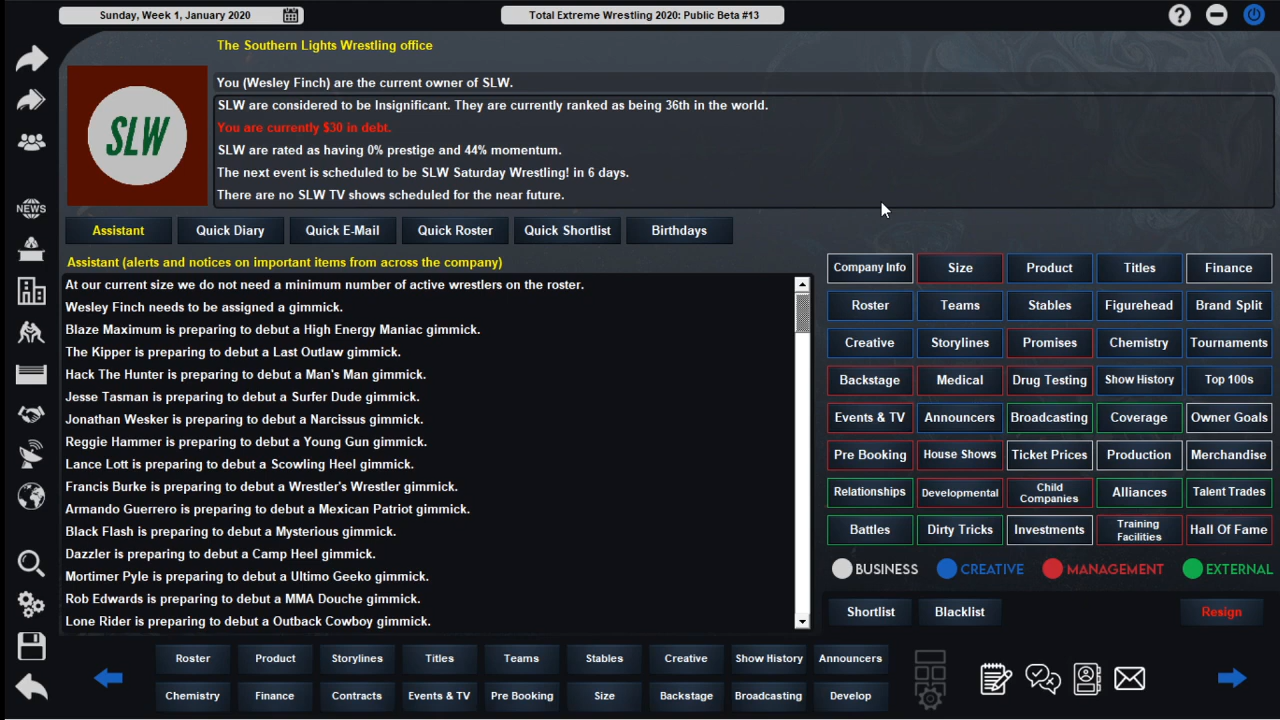 Sunday, Week 1, January 2020
Total Extreme Wrestling 2020: Public Beta #13
?
The Southern Lights Wrestling office
SLW
You (Wesley Finch) are the current owner of SLW.
SLW are considered to be Insignificant. They are currently ranked as being 36th in the world.
You are currently $30 in debt.
SLW are rated as having 0% prestige and 44% momentum.
The next event is scheduled to be SLW Saturday Wrestling! in 6 days.
There are no SLW TV shows scheduled for the near future.
NEWS
Assistant Quick Diary Quick E-Mail Quick Roster Quick Shortlist Birthdays
Assistant (alerts and notices on important items from across the company)
At our current size we do not need a minimum number of active wrestlers on the roster.
Wesley Finch needs to be assigned a gimmick.
Blaze Maximum is preparing to debut a High Energy Maniac gimmick.
The Kipper is preparing to debut a Last Outlaw gimmick.
Hack The Hunter is preparing to debut a Man's Man gimmick.
Jesse Tasman is preparing to debut a Surfer Dude gimmick.
Jonathan Wesker is preparing to debut a Narcissus gimmick.
Reggie Hammer is preparing to debut a Young Gun gimmick.
Lance Lott is preparing to debut a Scowling Heel gimmick.
Francis Burke is preparing to debut a Wrestler's Wrestler gimmick.
Armando Guerrero is preparing to debut a Mexican Patriot gimmick.
Black Flash is preparing to debut a Mysterious gimmick.
Dazzler is preparing to debut a Camp Heel gimmick.
Mortimer Pyle is preparing to debut a Ultimo Geeko gimmick.
Rob Edwards is preparing to debut a MMA Douche gimmick.
Lone Rider is preparing to debut a Outback Cowboy gimmick.
Company Info Size Product Titles Finance
Roster Teams Stables Figurehead Brand Split
Creative Storylines Promises Chemistry Tournaments
Backstage Medical Drug Testing Show History Top 100s
Events & TV Announcers Broadcasting Coverage Owner Goals
Pre Booking House Shows Ticket Prices Production Merchandise
Relationships Developmental Child Companies Alliances Talent Trades
Battles Dirty Tricks Investments Training Facilities Hall Of Fame
BUSINESS CREATIVE MANAGEMENT EXTERNAL
Shortlist Blacklist Resign
Roster Product Storylines Titles Teams Stables Creative Show History Announcers
Chemistry Finance Contracts Events & TV Pre Booking Size Backstage Broadcasting Develop